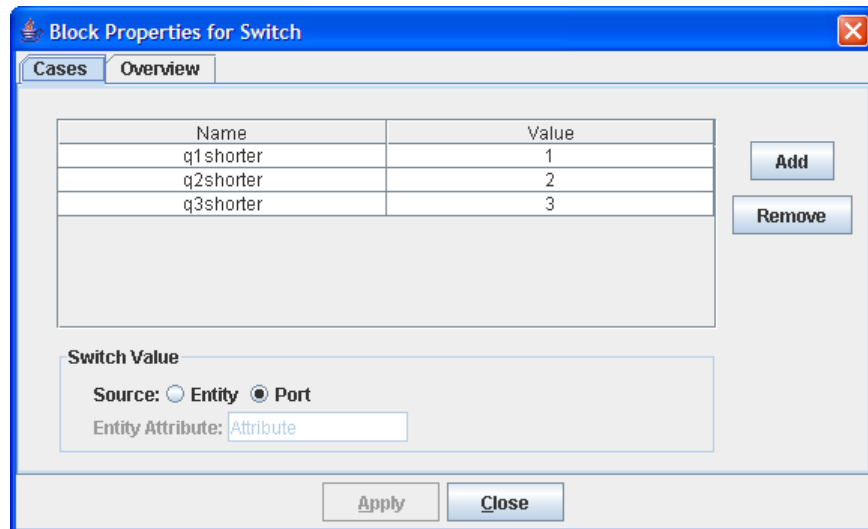 Block Properties for Switch
Cases Overview
Name Value
q1shorter 1
q2shorter 2
q3shorter 3
Add
Remove
Switch Value
Source: Entity Port
Entity Attribute: Attribute
Apply Close